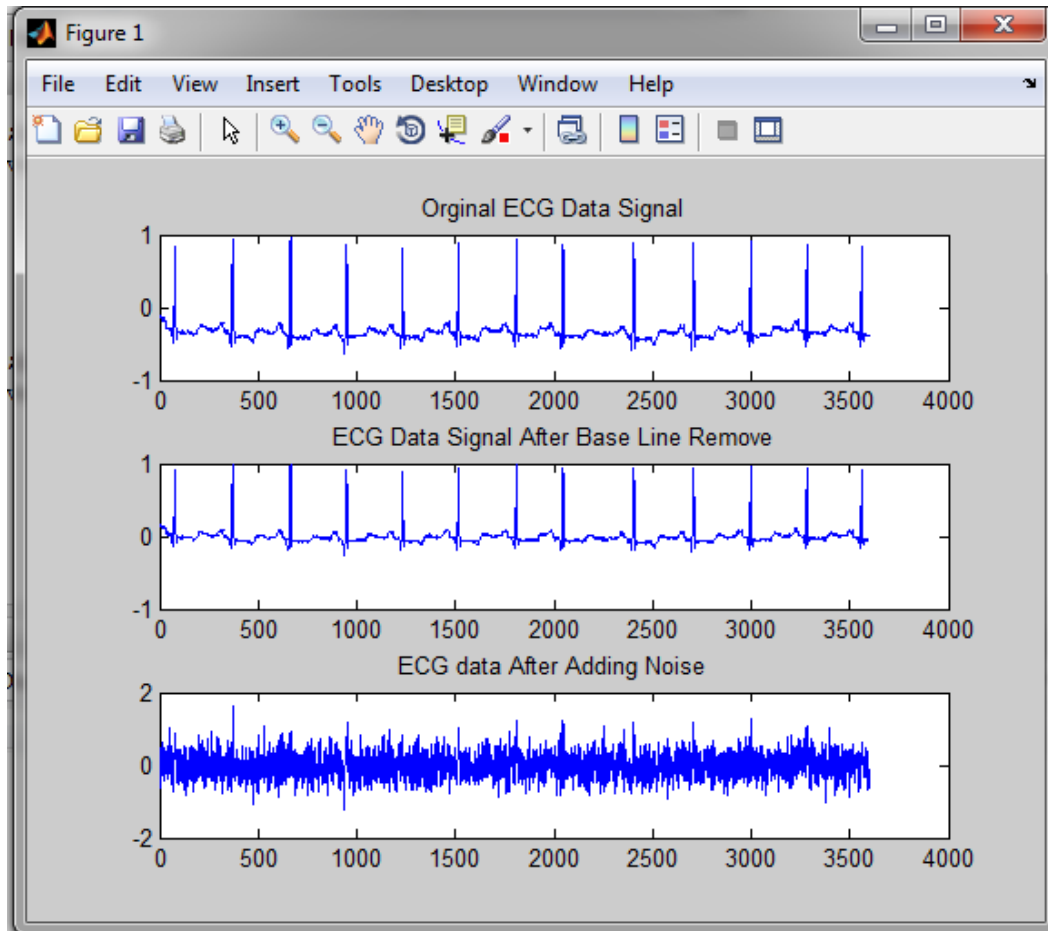 Figure 1
File Edit View Insert Tools Desktop Window Help
Orginal ECG Data Signal
1
0
-1
0 500 1000 1500 2000 2500 3000 3500 4000
ECG Data Signal After Base Line Remove
1
0
-1
0 500 1000 1500 2000 2500 3000 3500 4000
ECG data After Adding Noise
2
0
-2
0 500 1000 1500 2000 2500 3000 3500 4000